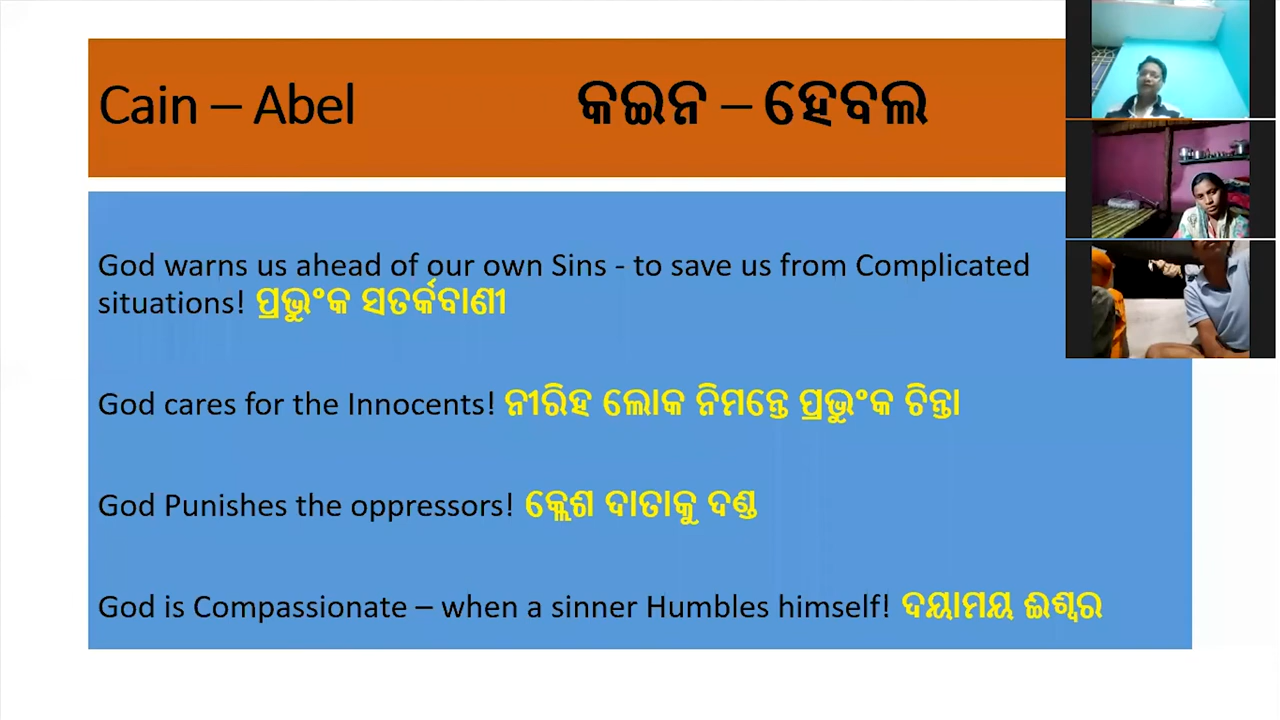 Cain – Abel କଇନ – ହେବଲ
God warns us ahead of our own Sins - to save us from Complicated
situations! ପ୍ରଭୁଂକ ସତର୍କବାଣୀ
God cares for the Innocents! ନୀରିହ ଲୋକ ନିମନ୍ତେ ପ୍ରଭୁଂକ ଚିନ୍ତା
God Punishes the oppressors! କ୍ଲେଶ ଦାତାକୁ ଦଣ୍ଡ
God is Compassionate – when a sinner Humbles himself! ଦୟାମୟ ଈଶ୍ୱର